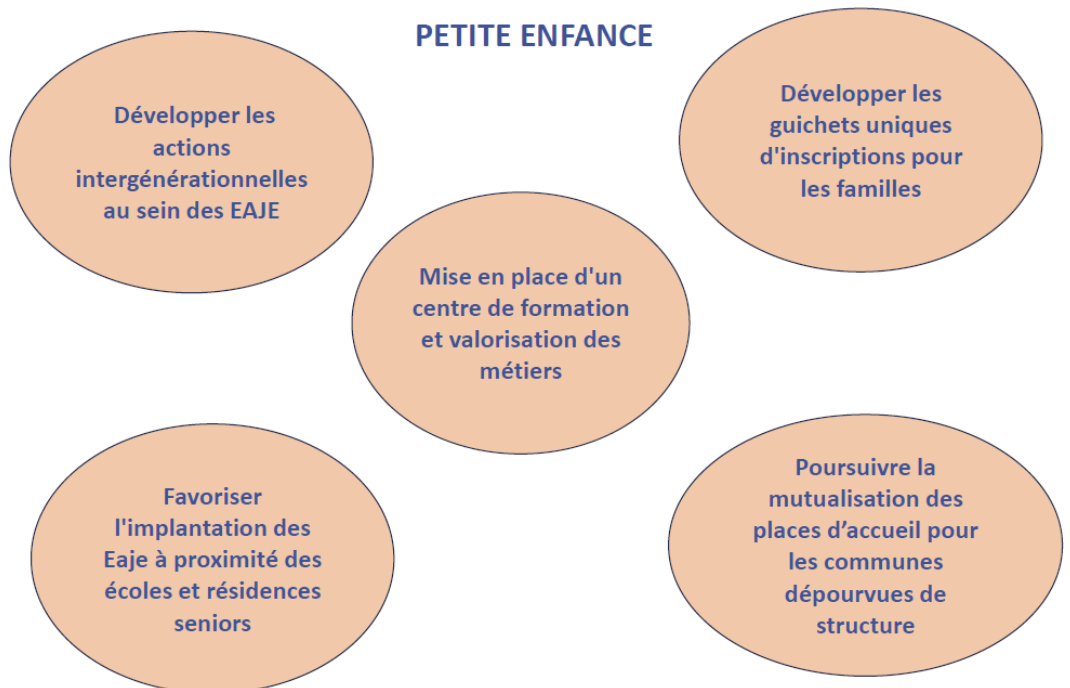 PETITE ENFANCE
Développer les
actions
intergénérationnelles
au sein des EAJE
Développer les
guichets uniques
d'inscriptions pour
les familles
Mise en place d'un
centre de formation
et valorisation des
métiers
Favoriser
l'implantation des
Eaje à proximité des
écoles et résidences
seniors
Poursuivre la
mutualisation des
places d’accueil pour
les communes
dépourvues de
structure